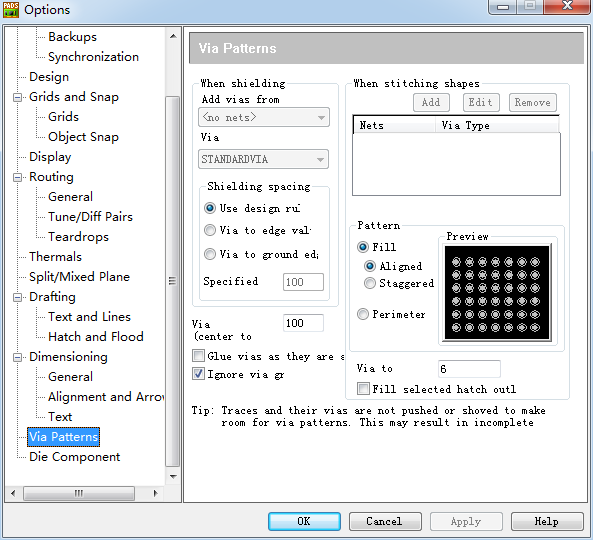 PADS
Options
Backups
Synchronization
Design
Grids and Snap
Grids
Object Snap
Display
Routing
General
Tune/Diff Pairs
Teardrops
Thermals
Split/Mixed Plane
Drafting
Text and Lines
Hatch and Flood
Dimensioning
General
Alignment and Arrow
Text
Via Patterns
Die Component
Via Patterns
When shielding
Add vias from
<no nets>
Via
STANDARDVIA
Shielding spacing
Use design ru
Via to edge val
Via to ground ed
Specified 100
Via
(center to 100
Glue vias as they are a
Ignore via gr
When stitching shapes
Add Edit Remove
Nets Via Type
Pattern
Fill
Aligned
Staggered
Perimeter
Preview
Via to 6
Fill selected hatch outl
Tip: Traces and their vias are not pushed or shoved to make
room for via patterns. This may result in incomplete
OK Cancel Apply Help